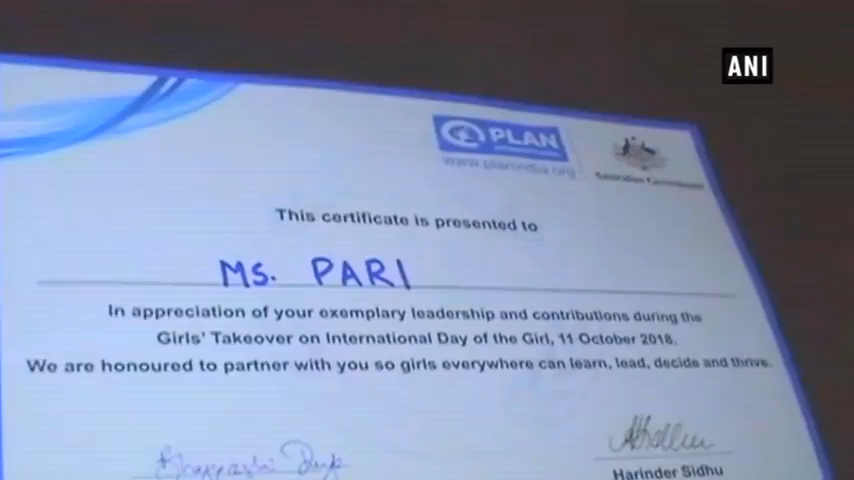 ANI
PLAN
www.planindia.org
Australian Government
This certificate is presented to
MS. PARI
In appreciation of your exemplary leadership and contributions during the
Girls' Takeover on International Day of the Girl, 11 October 2018.
We are honoured to partner with you so girls everywhere can learn, lead, decide and thrive.
Harinder Sidhu